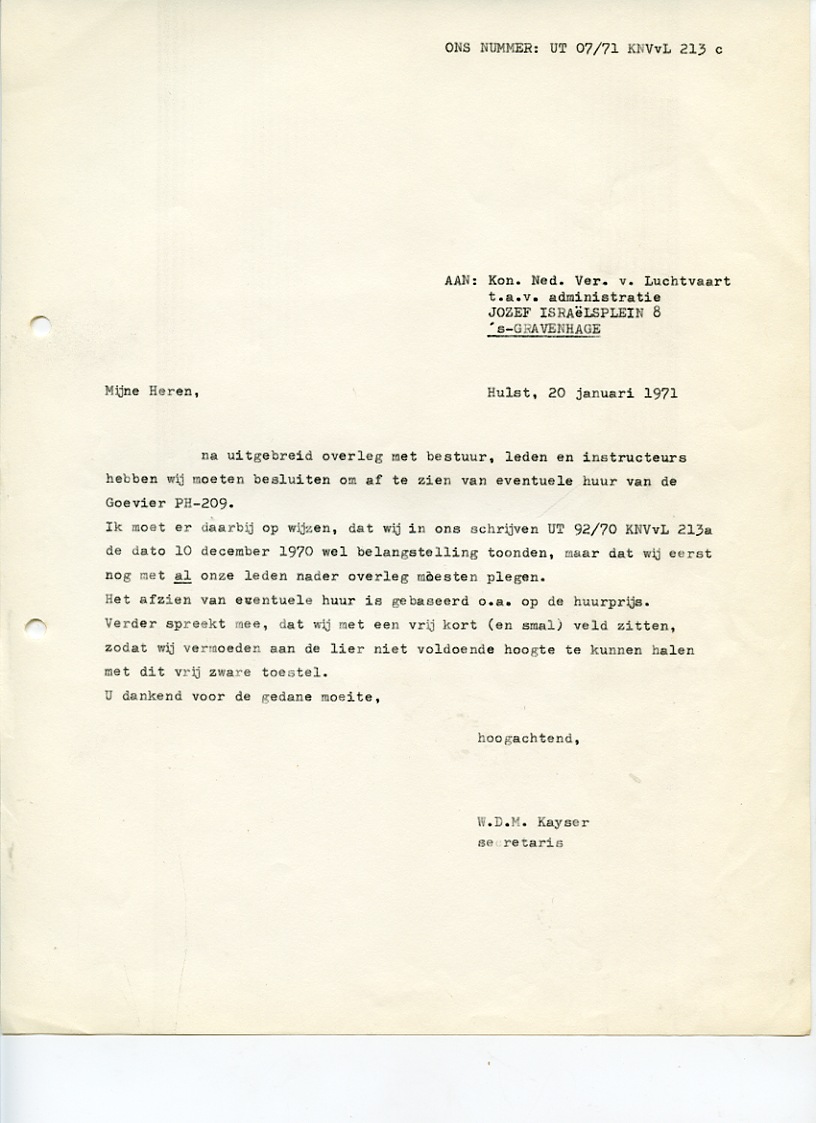 ONS NUMMER: UT 07/71 KNVvL 213 c
AAN: Kon. Ned. Ver. v. Luchtvaart
t.a.v. administratie
JOZEF ISRAëLSPLEIN 8
's-GRAVENHAGE
Mijne Heren,
Hulst, 20 januari 1971
na uitgebreid overleg met bestuur, leden en instructeurs
hebben wij moeten besluiten om af te zien van eventuele huur van de
Goevier PH-209.
Ik moet er daarbij op wijzen, dat wij in ons schrijven UT 92/70 KNVvL 213a
de dato 10 december 1970 wel belangstelling toonden, maar dat wij eerst
nog met al onze leden nader overleg moesten plegen.
Het afzien van eventuele huur is gebaseerd o.a. op de huurprijs.
Verder spreekt mee, dat wij met een vrij kort (en smal) veld zitten,
zodat wij vermoeden aan de lier niet voldoende hoogte te kunnen halen
met dit vrij zware toestel.
U dankend voor de gedane moeite,
hoogachtend,
W.D.M. Kayser
secretaris